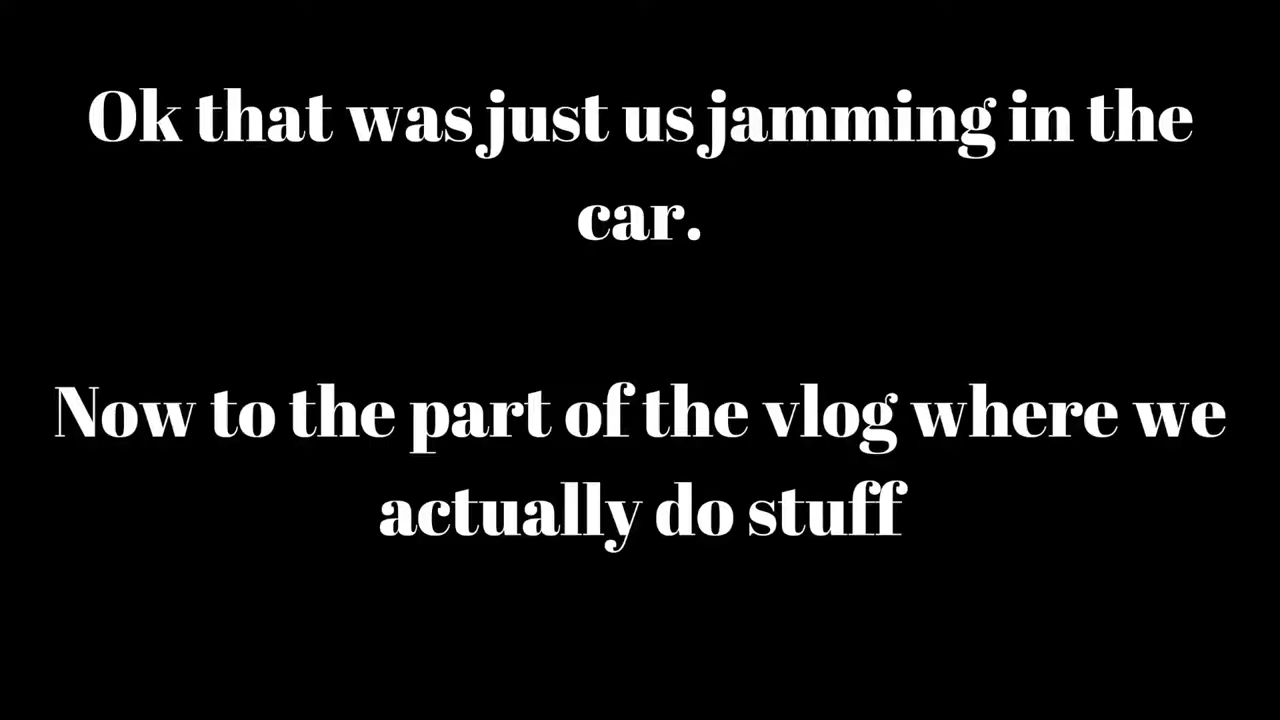 Ok that was just us jamming in the
car.
Now to the part of the vlog where we
actually do stuff